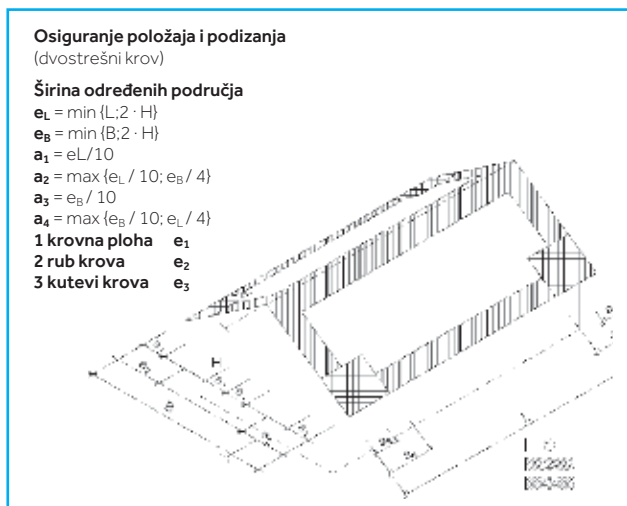 Osiguranje položaja i podizanja
(dvostrešni krov)
Širina određenih područja
eL = min {L;2 · H}
eB = min {B;2 · H}
a1 = eL/10
a2 = max {eL / 10; eB / 4}
a3 = eB / 10
a4 = max {eB / 10; eL / 4}
1 krovna ploha e1
2 rub krova e2
3 kutevi krova e3
H